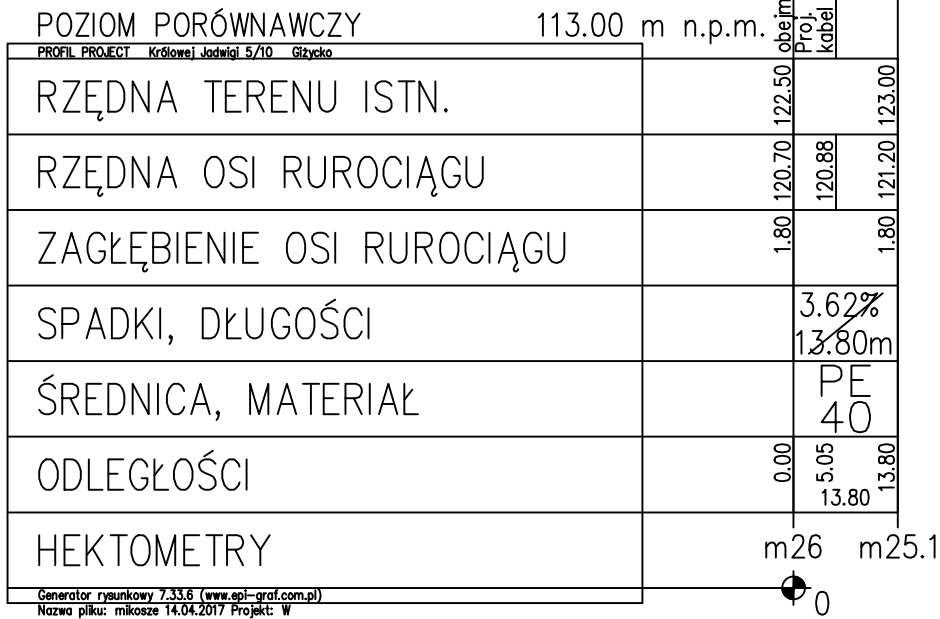 POZIOM PORÓWNAWCZY 113.00 m n.p.m. obejm Proj. kabel
PROFIL PROJECT Królowej Jadwigi 5/10 Giżycko
RZĘDNA TERENU ISTN. 122.50 123.00
RZĘDNA OSI RUROCIĄGU 120.70 120.88 121.20
ZAGŁĘBIENIE OSI RUROCIĄGU 1.80 1.80
SPADKI, DŁUGOŚCI 3.62%
13.80m
ŚREDNICA, MATERIAŁ PE
40
ODLEGŁOŚCI 0.00 5.05 13.80
13.80
HEKTOMETRY m26 m25.1
0
Generator rysunkowy 7.33.6 (www.epi-graf.com.pl)
Nazwa pliku: mikosze 14.04.2017 Projekt: W